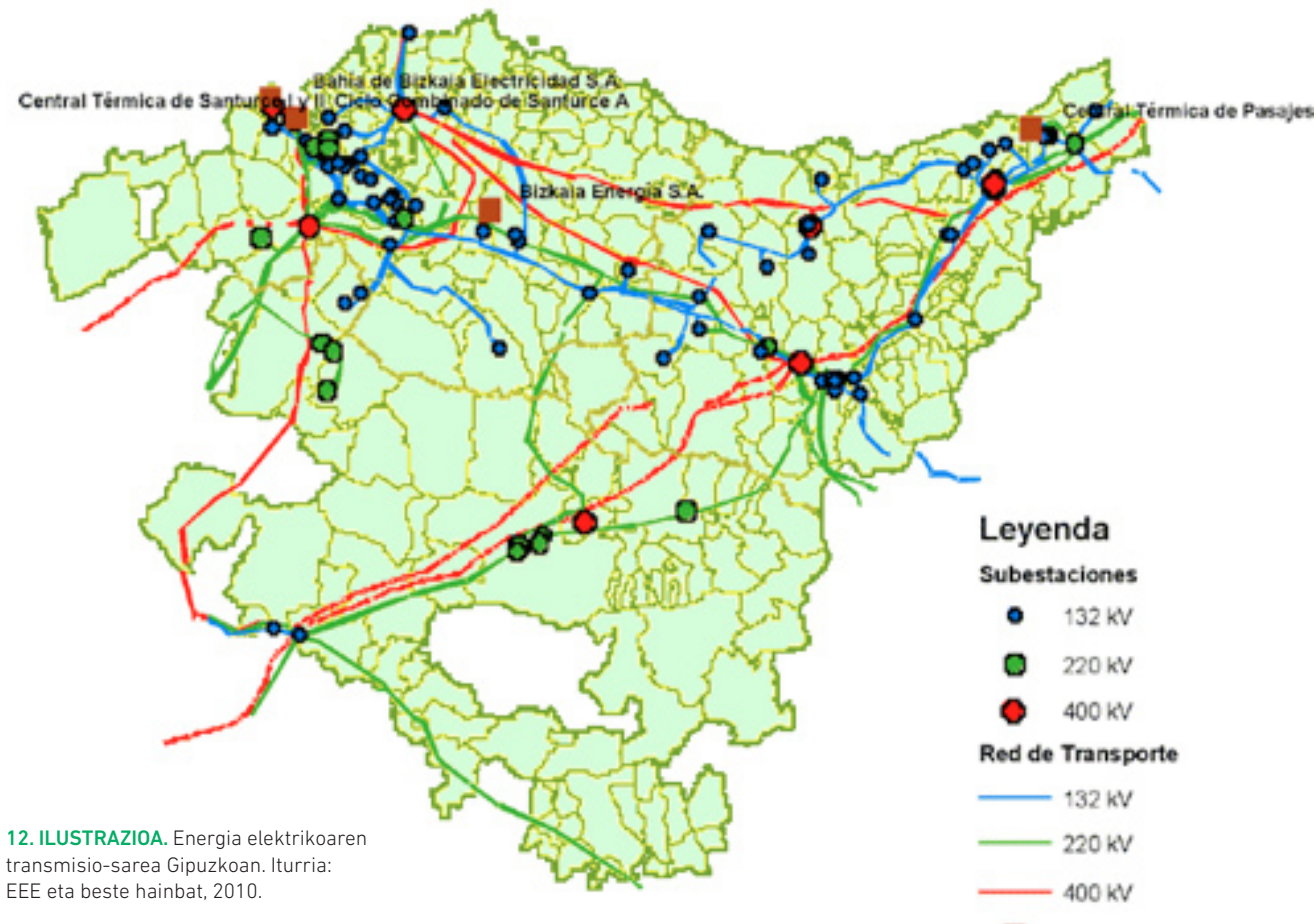 Bahía de Bizkaia Electricidad S.A.
Central Térmica de Santurce I y II Ciclo Combinado de Santurce A
Central Térmica de Pasajes
Bizkaia Energia S.A.
Leyenda
Subestaciones
132 kV
220 kV
400 kV
Red de Transporte
132 kV
220 kV
400 kV
12. ILUSTRAZIOA. Energia elektrikoaren
transmisio-sarea Gipuzkoan. Iturria:
EEE eta beste hainbat, 2010.